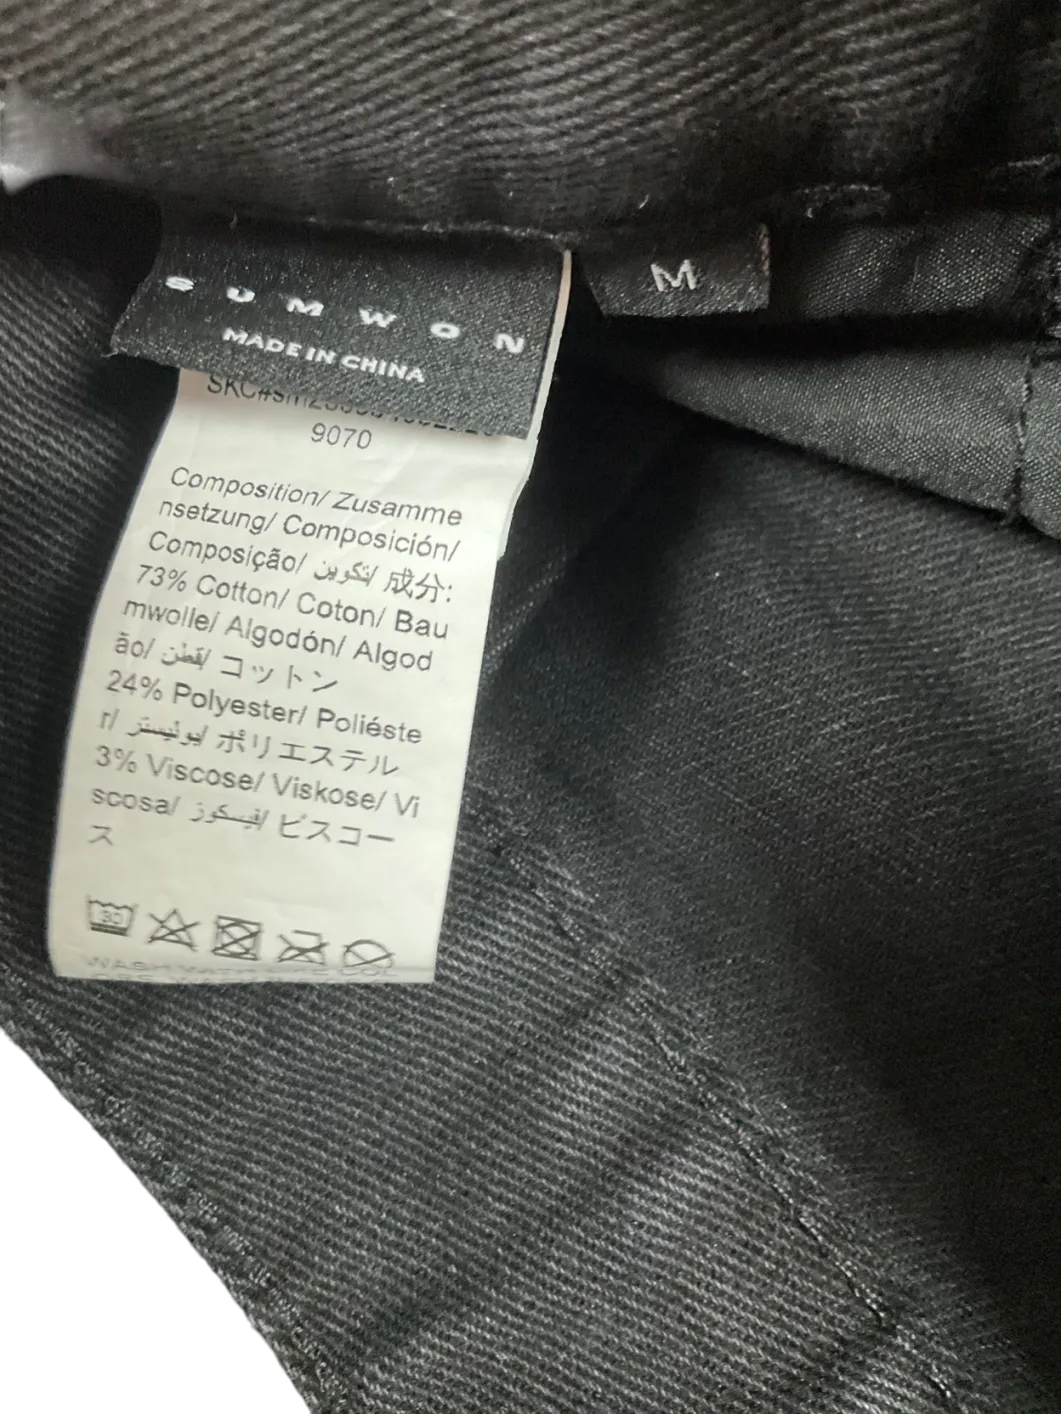 SUMWON
MADE IN CHINA
M
9070
Composition/ Zusamme
nsetzung/ Composición/
Composição/ تكوين/ 成分:
73% Cotton/ Coton/ Bau
mwolle/ Algodón/ Algod
ão/ قطن/ コットン
24% Polyester/ Poliéste
r/ بوليستر/ ポリエステル
3% Viscose/ Viskose/ Vi
scosa/ فيسكوز/ ビスコー
ス
30
WASH WITH